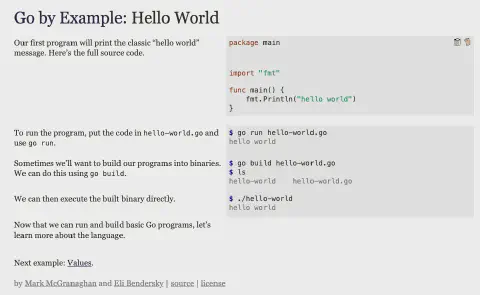 Go by Example: Hello World
Our first program will print the classic “hello world”
message. Here’s the full source code.
package main
import "fmt"
func main() {
    fmt.Println("hello world")
}
To run the program, put the code in hello-world.go and
use go run.
$ go run hello-world.go
hello world
Sometimes we’ll want to build our programs into binaries.
We can do this using go build.
$ go build hello-world.go
$ ls
hello-world    hello-world.go
We can then execute the built binary directly.
$ ./hello-world
hello world
Now that we can run and build basic Go programs, let’s
learn more about the language.
Next example: Values.
by Mark McGranaghan and Eli Bendersky | source | license